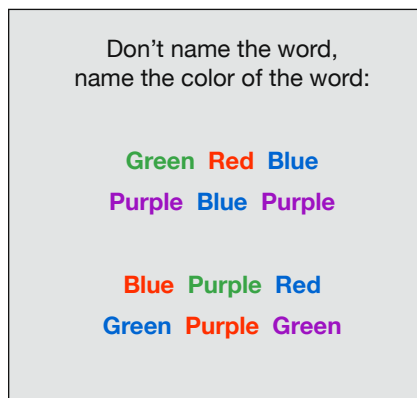 Don’t name the word,
name the color of the word:
Green Red Blue
Purple Blue Purple
Blue Purple Red
Green Purple Green